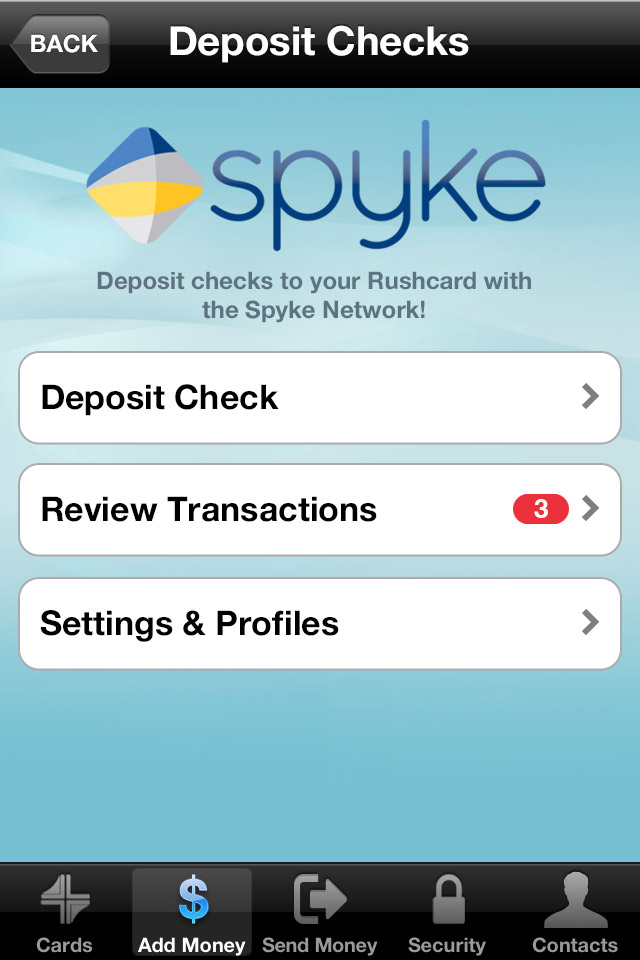 BACK
Deposit Checks
spyke
Deposit checks to your Rushcard with
the Spyke Network!
Deposit Check
Review Transactions 3
Settings & Profiles
Cards Add Money Send Money Security Contacts